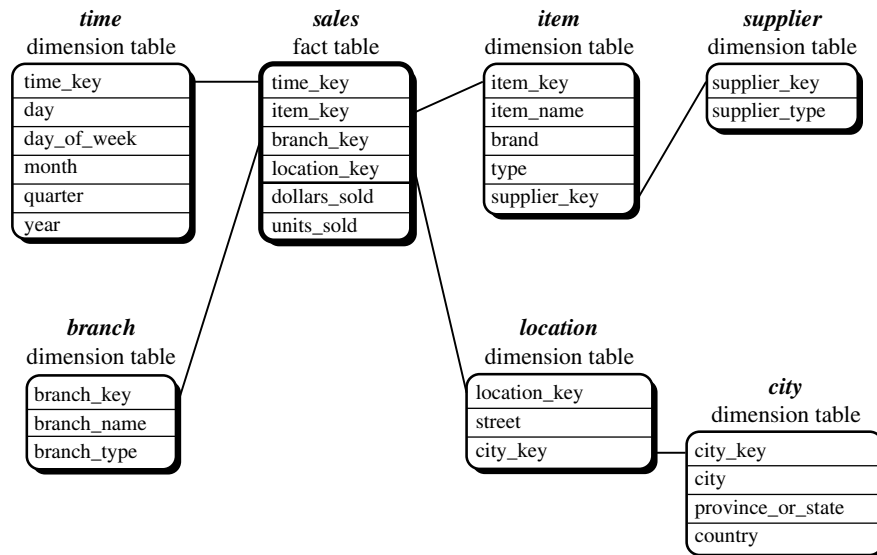 time
dimension table
time_key
day
day_of_week
month
quarter
year
sales
fact table
time_key
item_key
branch_key
location_key
dollars_sold
units_sold
item
dimension table
item_key
item_name
brand
type
supplier_key
supplier
dimension table
supplier_key
supplier_type
branch
dimension table
branch_key
branch_name
branch_type
location
dimension table
location_key
street
city_key
city
dimension table
city_key
city
province_or_state
country